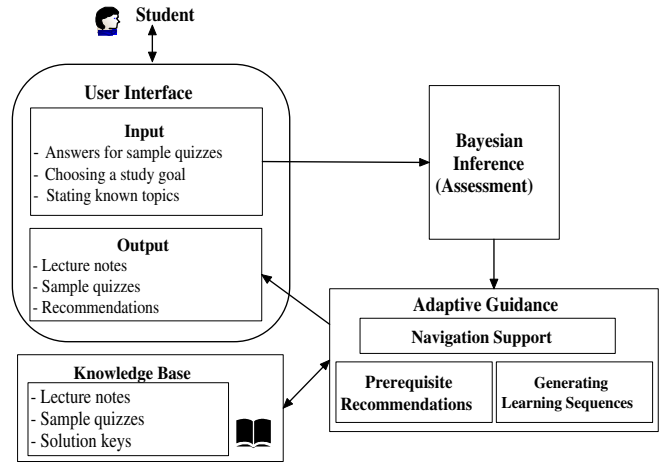 Student
User Interface
Input
- Answers for sample quizzes
- Choosing a study goal
- Stating known topics
Output
- Lecture notes
- Sample quizzes
- Recommendations
Bayesian
Inference
(Assessment)
Adaptive Guidance
Navigation Support
Prerequisite
Recommendations
Generating
Learning Sequences
Knowledge Base
- Lecture notes
- Sample quizzes
- Solution keys